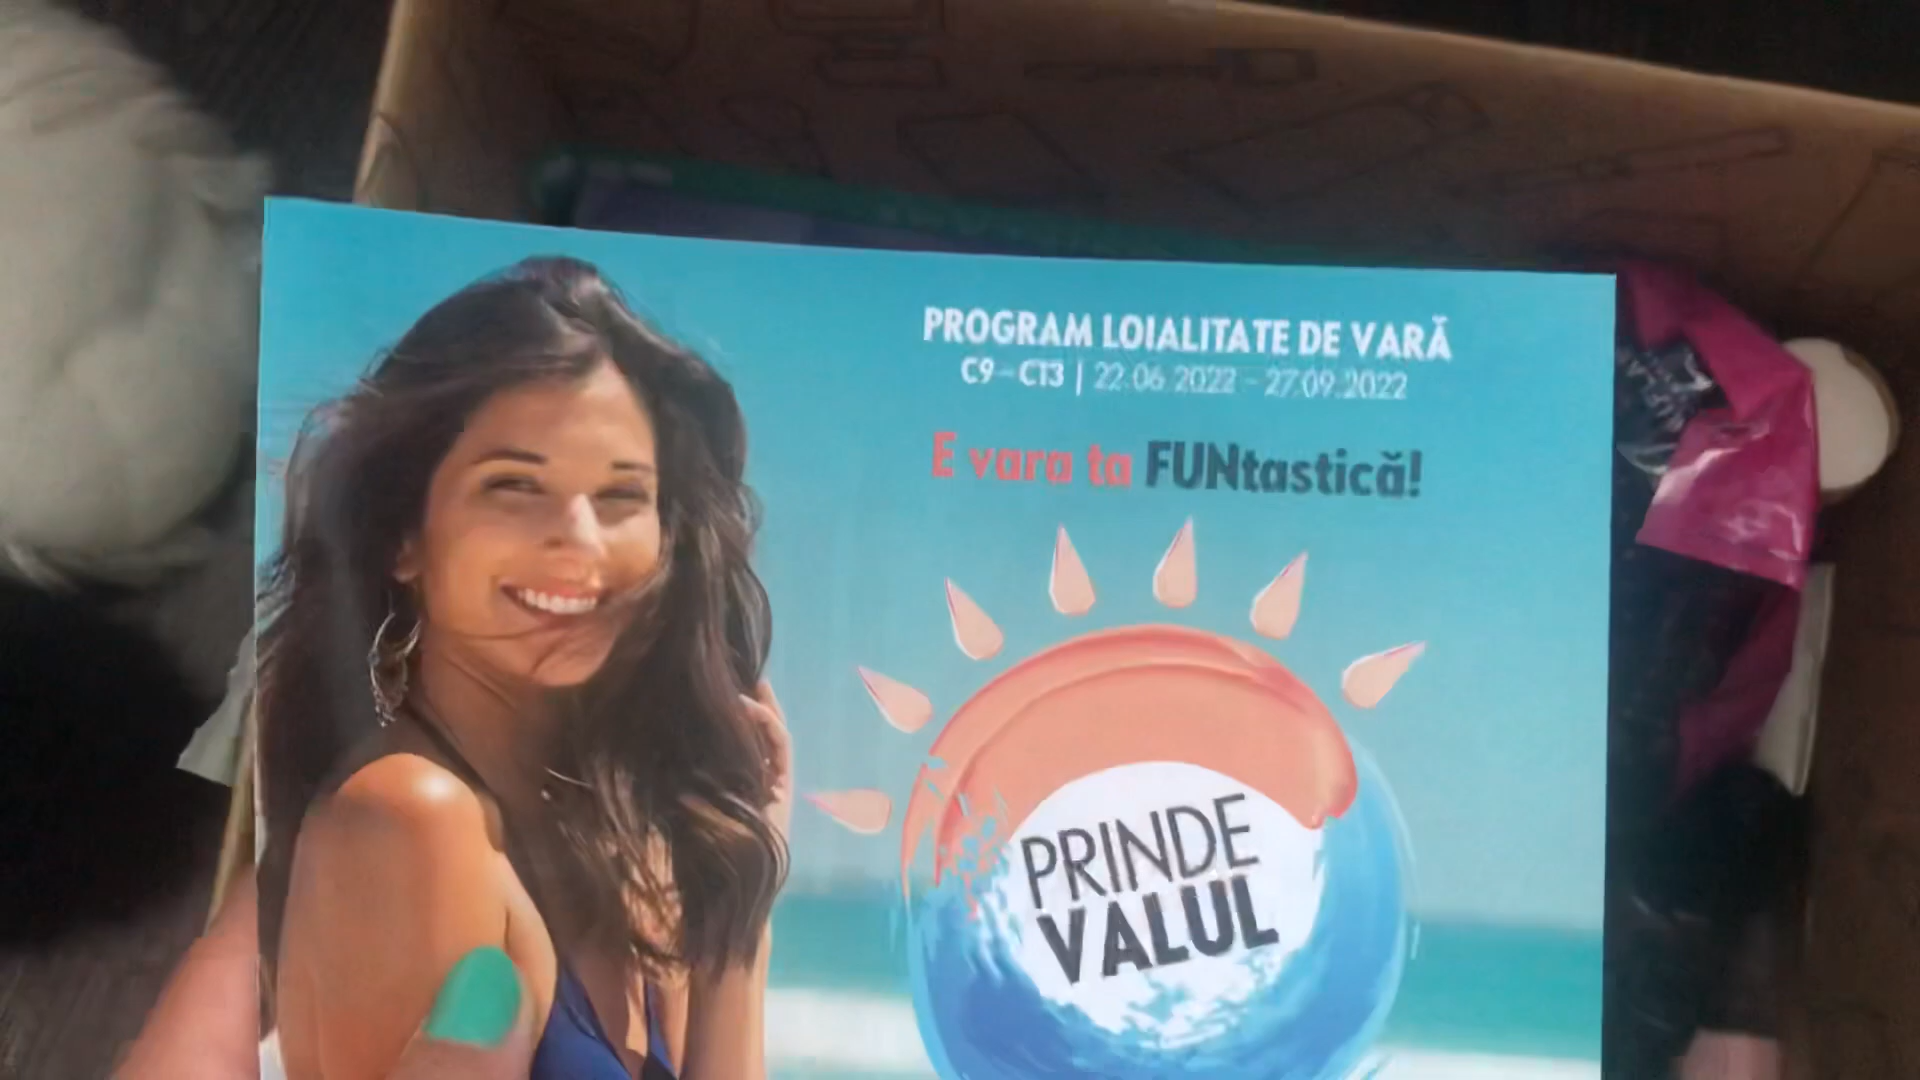 PROGRAM LOIALITATE DE VARĂ
C9 - C13 | 22.06.2022 - 27.09.2022
E vara ta FUNtastică!
PRINDE
VALUL